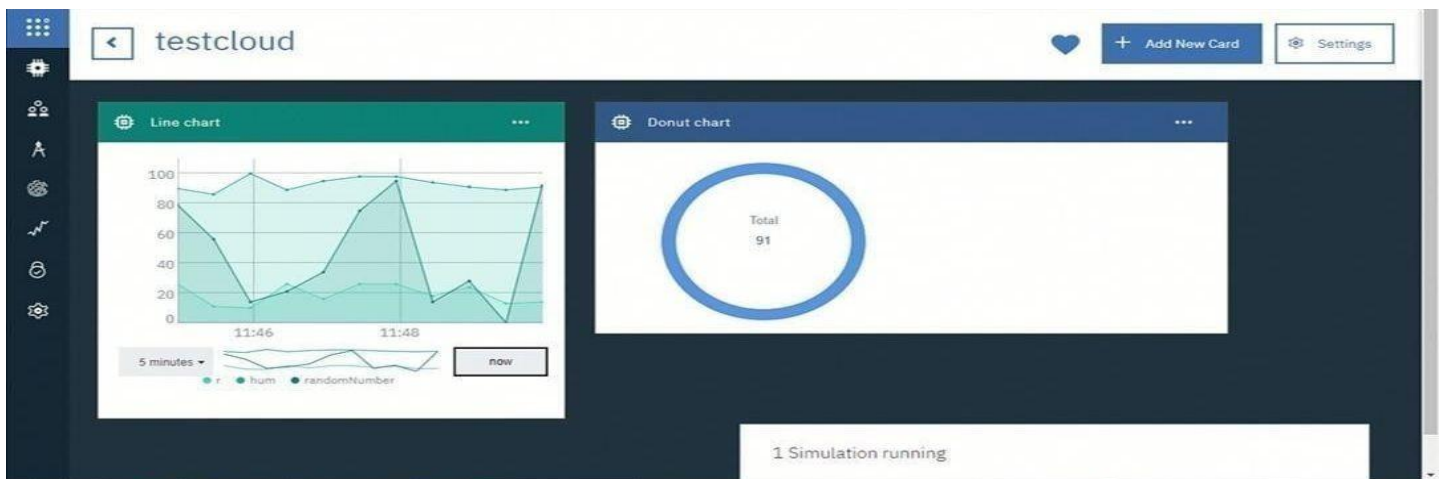 testcloud
+ Add New Card
Settings
Line chart
...
100
80
60
40
20
0
11:46
11:48
5 minutes
now
r
hum
randomNumber
Donut chart
...
Total
91
1 Simulation running